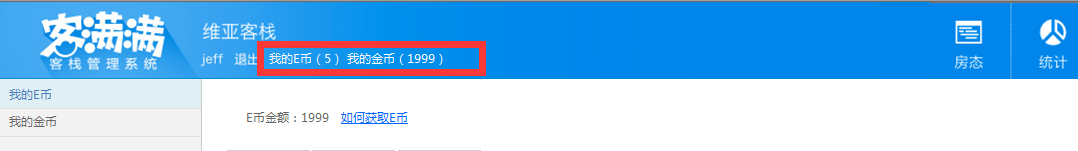 客满满
客栈管理系统
维亚客栈
jeff 退出 我的E币（5） 我的金币（1999）
房态
统计
我的E币
我的金币
E币金额：1999 如何获取E币